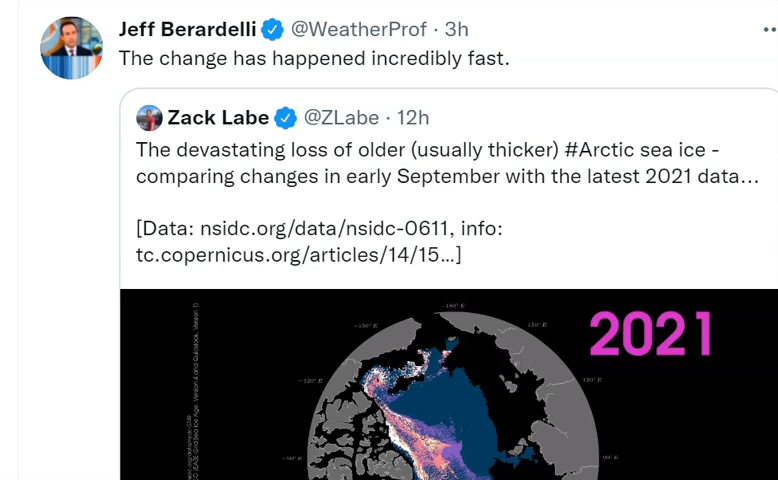 Jeff Berardelli @WeatherProf · 3h
The change has happened incredibly fast.
Zack Labe @ZLabe · 12h
The devastating loss of older (usually thicker) #Arctic sea ice -
comparing changes in early September with the latest 2021 data…
[Data: nsidc.org/data/nsidc-0611, info:
tc.copernicus.org/articles/14/15…]
2021